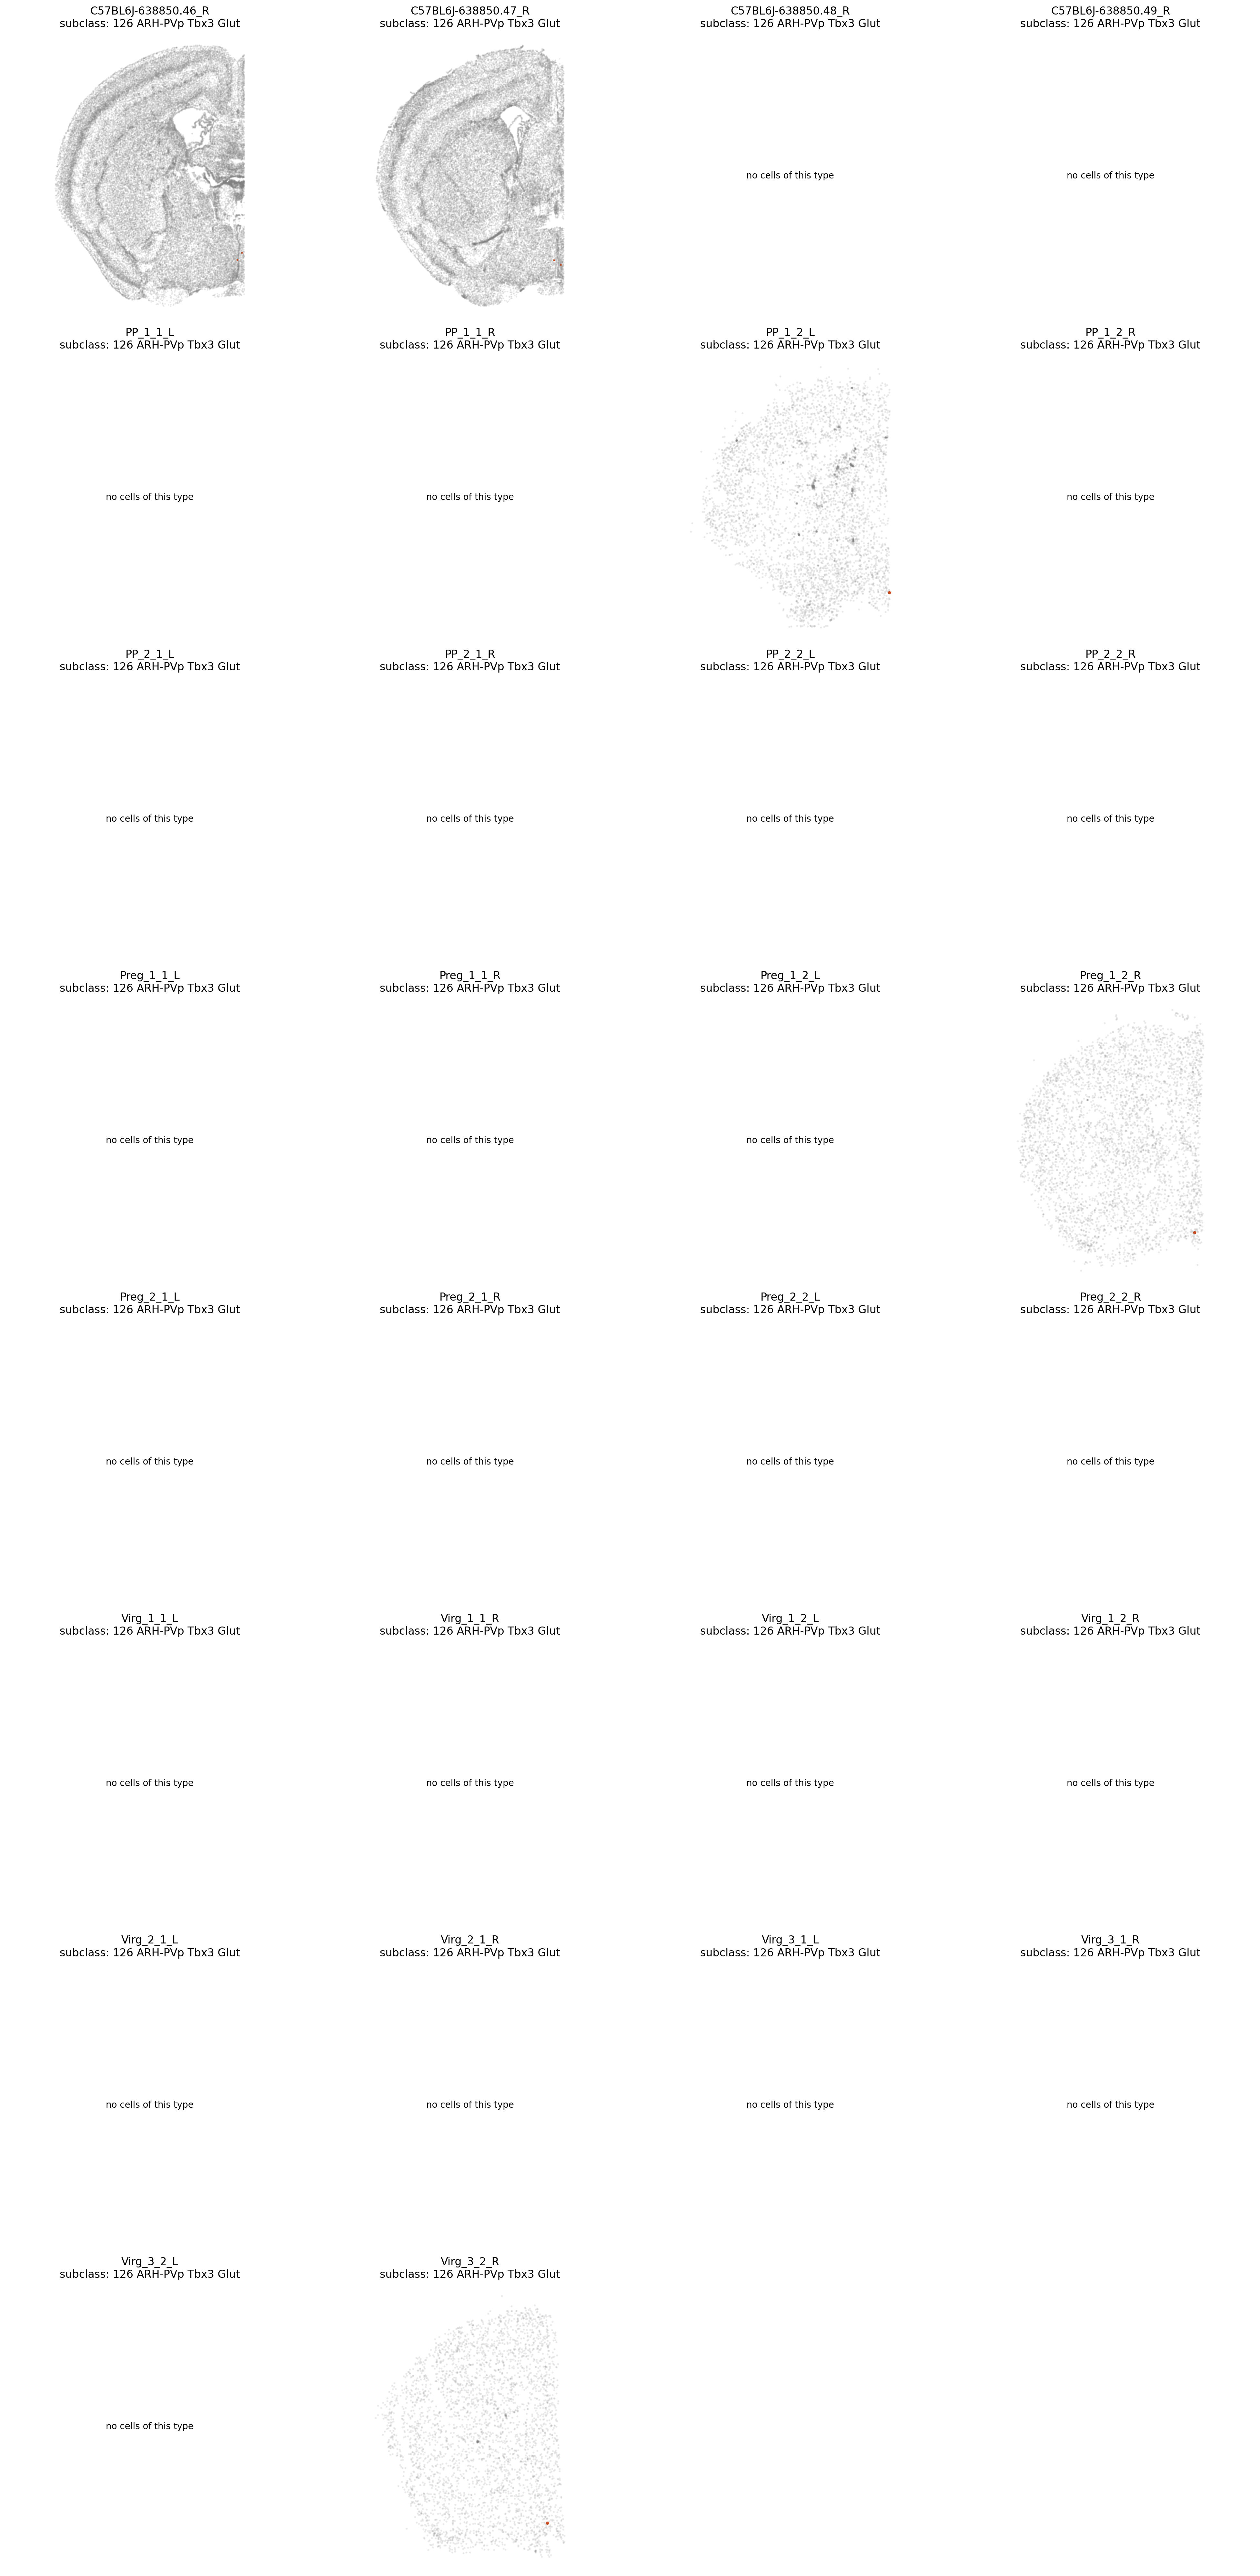 C57BL6J-638850.46_R
subclass: 126 ARH-PVp Tbx3 Glut
C57BL6J-638850.47_R
subclass: 126 ARH-PVp Tbx3 Glut
C57BL6J-638850.48_R
subclass: 126 ARH-PVp Tbx3 Glut
no cells of this type
C57BL6J-638850.49_R
subclass: 126 ARH-PVp Tbx3 Glut
no cells of this type
PP_1_1_L
subclass: 126 ARH-PVp Tbx3 Glut
no cells of this type
PP_1_1_R
subclass: 126 ARH-PVp Tbx3 Glut
no cells of this type
PP_1_2_L
subclass: 126 ARH-PVp Tbx3 Glut
PP_1_2_R
subclass: 126 ARH-PVp Tbx3 Glut
no cells of this type
PP_2_1_L
subclass: 126 ARH-PVp Tbx3 Glut
no cells of this type
PP_2_1_R
subclass: 126 ARH-PVp Tbx3 Glut
no cells of this type
PP_2_2_L
subclass: 126 ARH-PVp Tbx3 Glut
no cells of this type
PP_2_2_R
subclass: 126 ARH-PVp Tbx3 Glut
no cells of this type
Preg_1_1_L
subclass: 126 ARH-PVp Tbx3 Glut
no cells of this type
Preg_1_1_R
subclass: 126 ARH-PVp Tbx3 Glut
no cells of this type
Preg_1_2_L
subclass: 126 ARH-PVp Tbx3 Glut
no cells of this type
Preg_1_2_R
subclass: 126 ARH-PVp Tbx3 Glut
Preg_2_1_L
subclass: 126 ARH-PVp Tbx3 Glut
no cells of this type
Preg_2_1_R
subclass: 126 ARH-PVp Tbx3 Glut
no cells of this type
Preg_2_2_L
subclass: 126 ARH-PVp Tbx3 Glut
no cells of this type
Preg_2_2_R
subclass: 126 ARH-PVp Tbx3 Glut
no cells of this type
Virg_1_1_L
subclass: 126 ARH-PVp Tbx3 Glut
no cells of this type
Virg_1_1_R
subclass: 126 ARH-PVp Tbx3 Glut
no cells of this type
Virg_1_2_L
subclass: 126 ARH-PVp Tbx3 Glut
no cells of this type
Virg_1_2_R
subclass: 126 ARH-PVp Tbx3 Glut
no cells of this type
Virg_2_1_L
subclass: 126 ARH-PVp Tbx3 Glut
no cells of this type
Virg_2_1_R
subclass: 126 ARH-PVp Tbx3 Glut
no cells of this type
Virg_3_1_L
subclass: 126 ARH-PVp Tbx3 Glut
no cells of this type
Virg_3_1_R
subclass: 126 ARH-PVp Tbx3 Glut
no cells of this type
Virg_3_2_L
subclass: 126 ARH-PVp Tbx3 Glut
no cells of this type
Virg_3_2_R
subclass: 126 ARH-PVp Tbx3 Glut